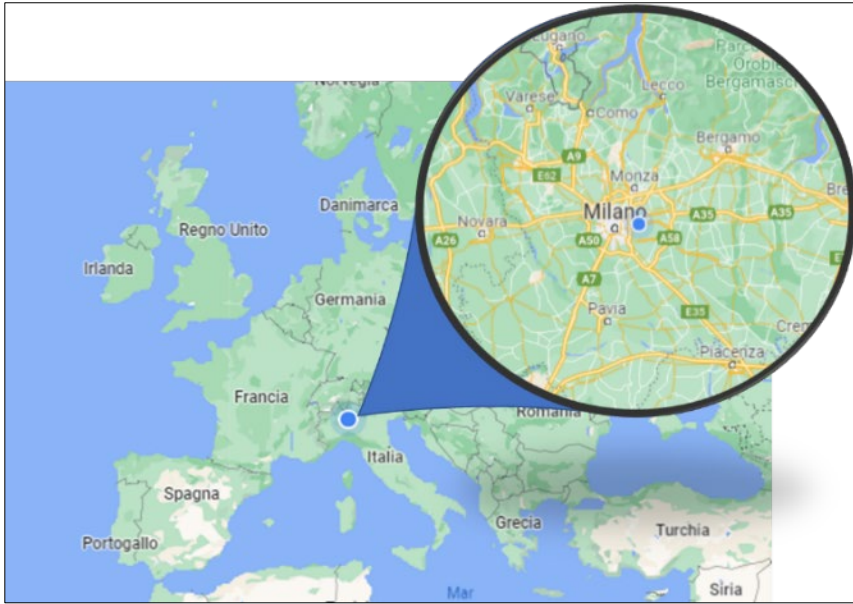 Norvegia
Danimarca
Regno Unito
Irlanda
Germania
Francia
Italia
Spagna
Portogallo
Romania
Grecia
Turchia
Siria
Mar
Lugano
Parco
Orobie
Bergamasche
Lecco
Varese
Como
Bergamo
A9
E62
Monza
Milano
Novara
A35
A35
A26
A50
A58
A7
Pavia
E35
Piacenza